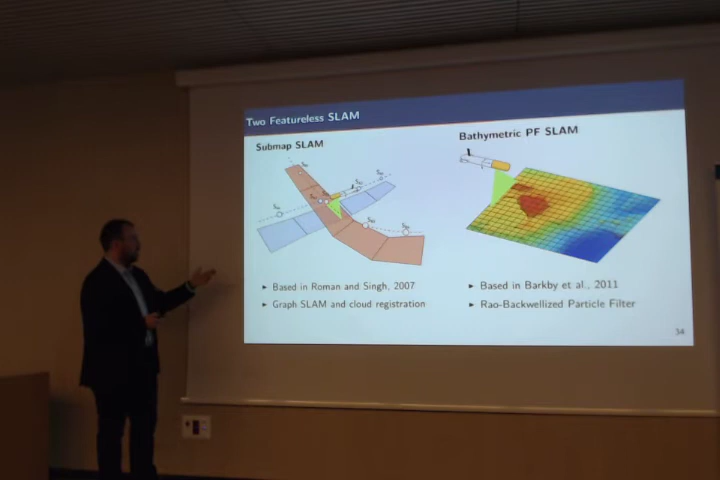 Two Featureless SLAM
Submap SLAM
Bathymetric PF SLAM
▸ Based in Roman and Singh, 2007
▸ Graph SLAM and cloud registration
▸ Based in Barkby et al., 2011
▸ Rao-Backwellized Particle Filter
34